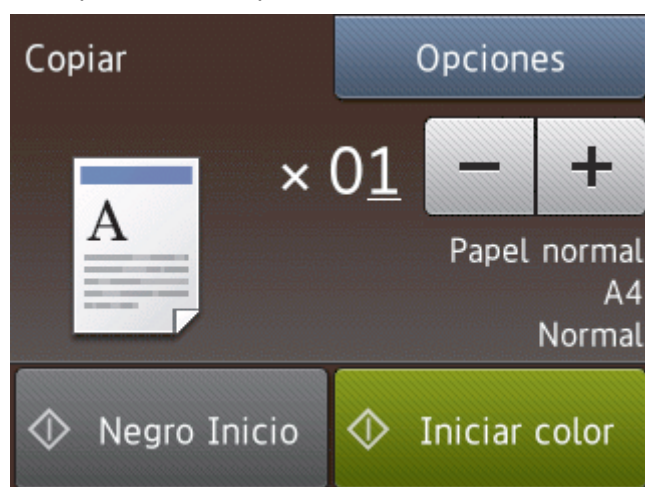 Copiar
Opciones
× 01
− +
A
Papel normal
A4
Normal
Negro Inicio
Iniciar color